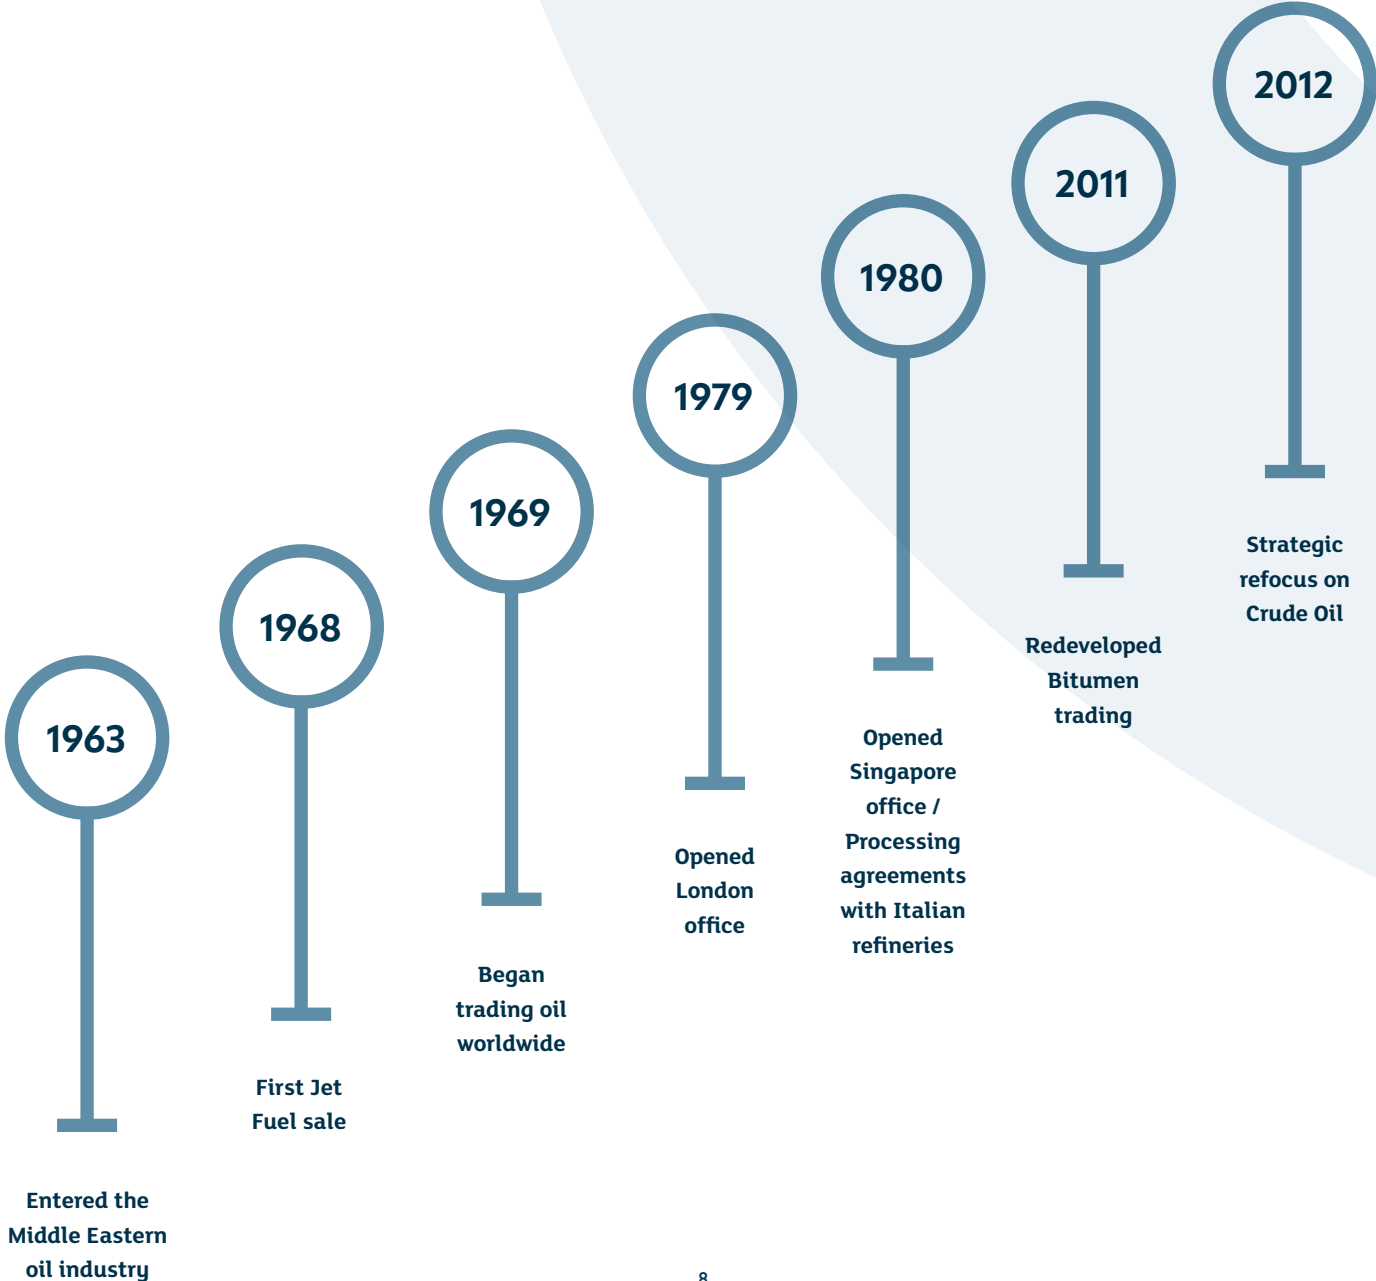 1963
Entered the
Middle Eastern
oil industry
1968
First Jet
Fuel sale
1969
Began
trading oil
worldwide
1979
Opened
London
office
1980
Opened
Singapore
office /
Processing
agreements
with Italian
refineries
2011
Redeveloped
Bitumen
trading
2012
Strategic
refocus on
Crude Oil
8